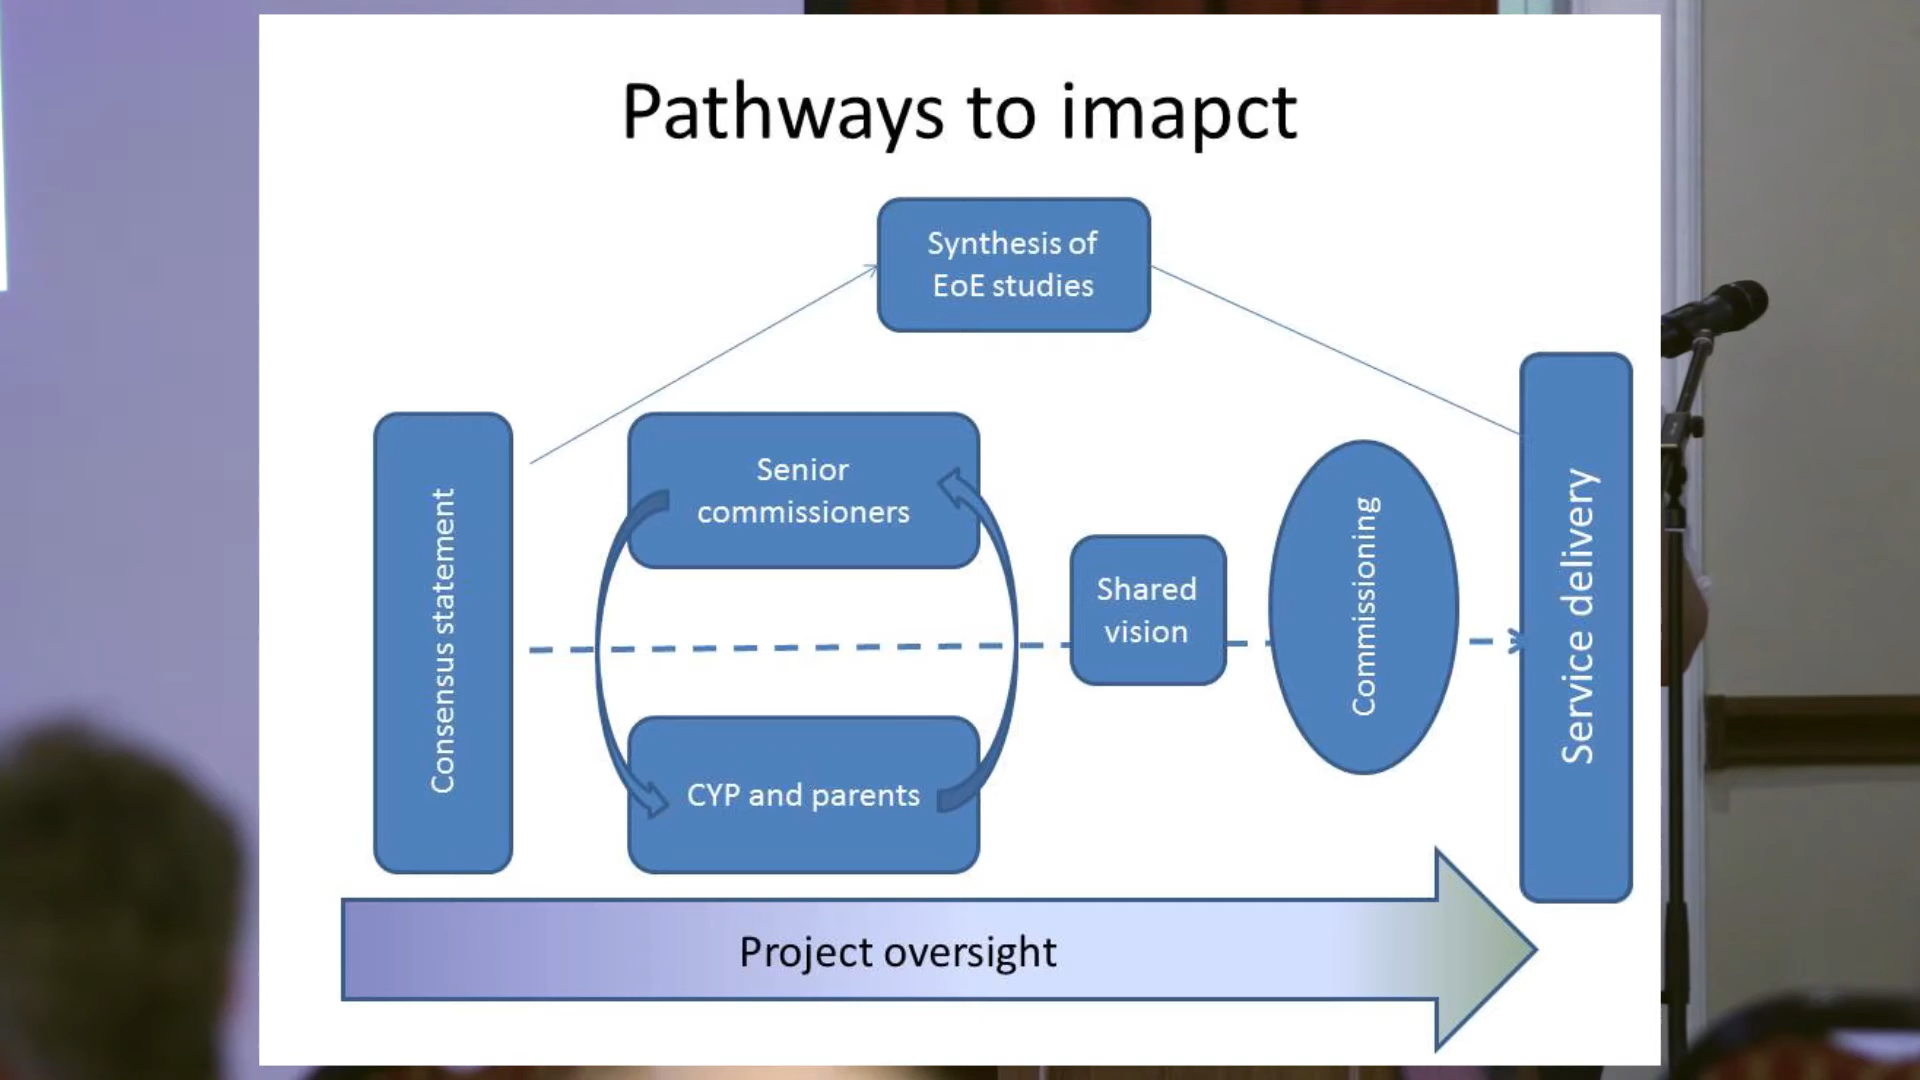 Pathways to imapct
Synthesis of
EoE studies
Consensus statement
Senior
commissioners
CYP and parents
Shared
vision
Commissioning
Service delivery
Project oversight